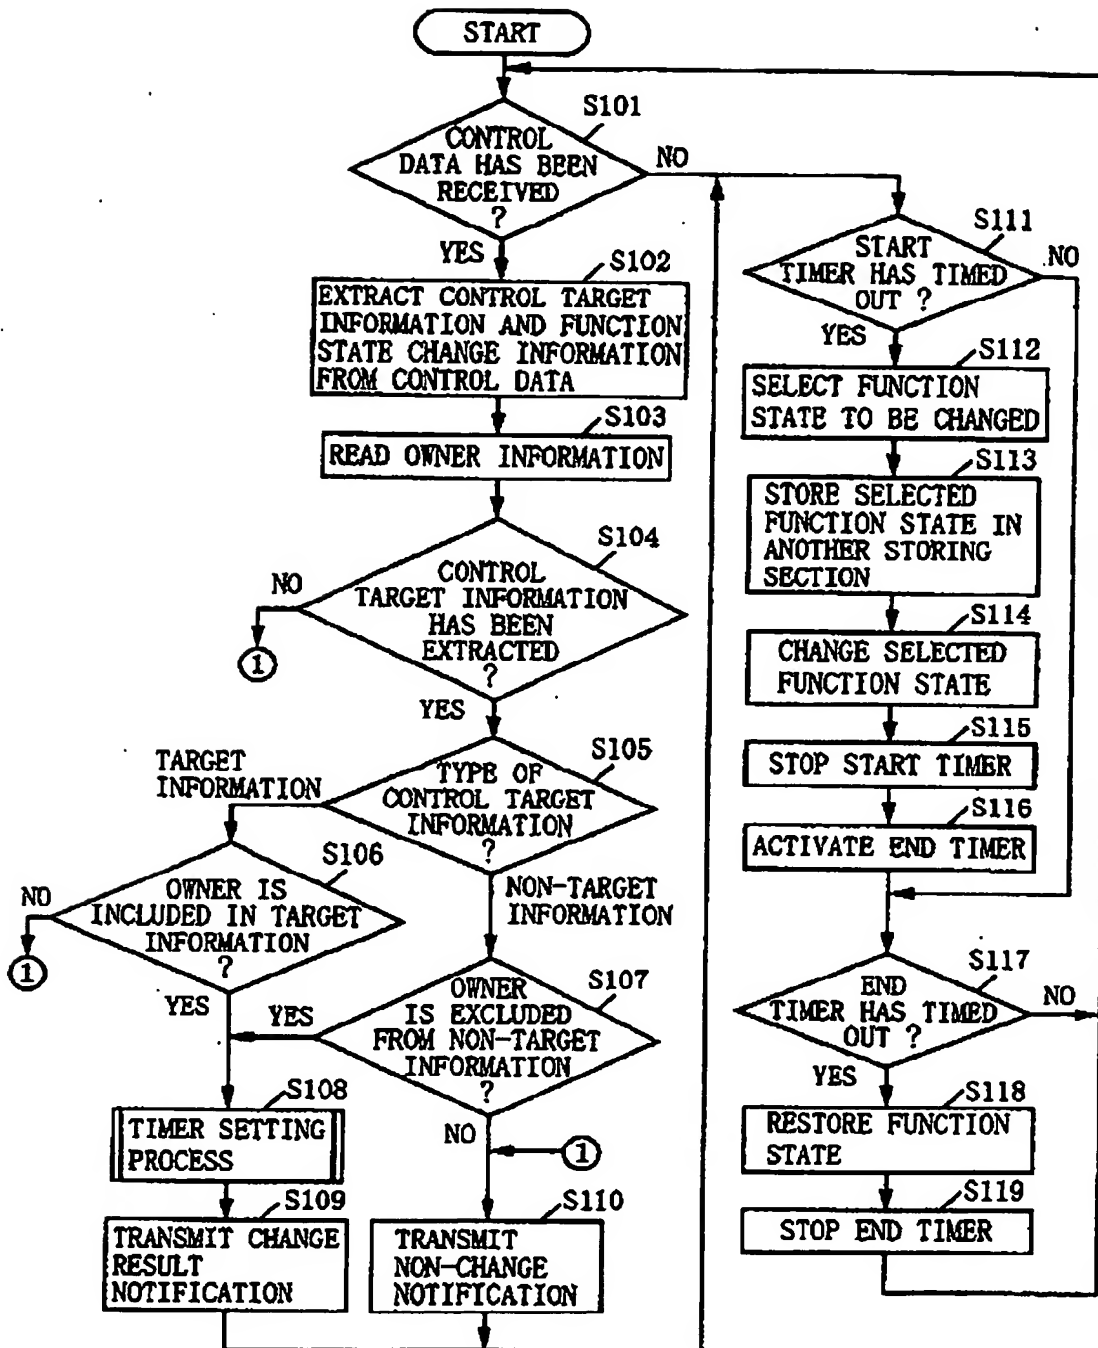 START
S101
CONTROL
DATA HAS BEEN
RECEIVED
?
NO
YES
S102
EXTRACT CONTROL TARGET
INFORMATION AND FUNCTION
STATE CHANGE INFORMATION
FROM CONTROL DATA
S103
READ OWNER INFORMATION
S104
CONTROL
TARGET INFORMATION
HAS BEEN
EXTRACTED
?
NO
1
YES
S105
TYPE OF
CONTROL TARGET
INFORMATION
?
TARGET
INFORMATION
NON-TARGET
INFORMATION
S106
OWNER IS
INCLUDED IN TARGET
INFORMATION
?
NO
1
YES
S107
OWNER
IS EXCLUDED
FROM NON-TARGET
INFORMATION
?
YES
NO
1
S108
TIMER SETTING
PROCESS
S109
TRANSMIT CHANGE
RESULT
NOTIFICATION
S110
TRANSMIT
NON-CHANGE
NOTIFICATION
S111
START
TIMER HAS TIMED
OUT ?
NO
YES
S112
SELECT FUNCTION
STATE TO BE CHANGED
S113
STORE SELECTED
FUNCTION STATE IN
ANOTHER STORING
SECTION
S114
CHANGE SELECTED
FUNCTION STATE
S115
STOP START TIMER
S116
ACTIVATE END TIMER
S117
END
TIMER HAS TIMED
OUT ?
NO
YES
S118
RESTORE FUNCTION
STATE
S119
STOP END TIMER